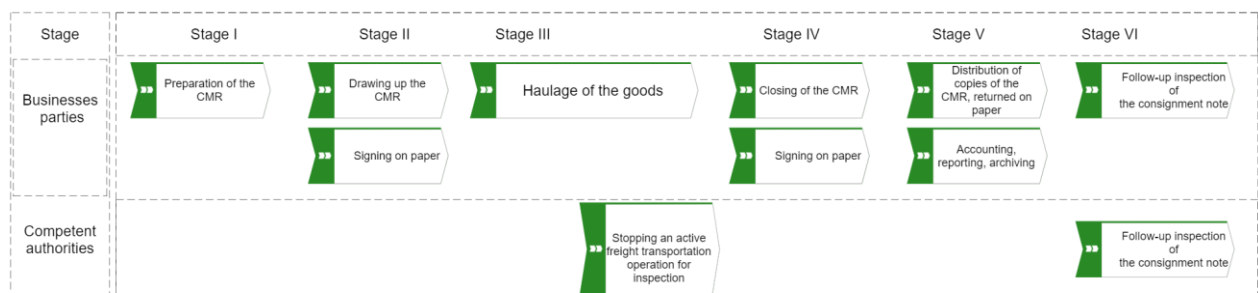 Stage
Stage I
Stage II
Stage III
Stage IV
Stage V
Stage VI
Businesses
parties
Preparation of the
CMR
Drawing up the
CMR
Signing on paper
Haulage of the goods
Closing of the CMR
Signing on paper
Distribution of
copies of the
CMR, returned on
paper
Accounting,
reporting, archiving
Follow-up inspection
of
the consignment note
Competent
authorities
Stopping an active
freight transportation
operation for
inspection
Follow-up inspection
of
the consignment note